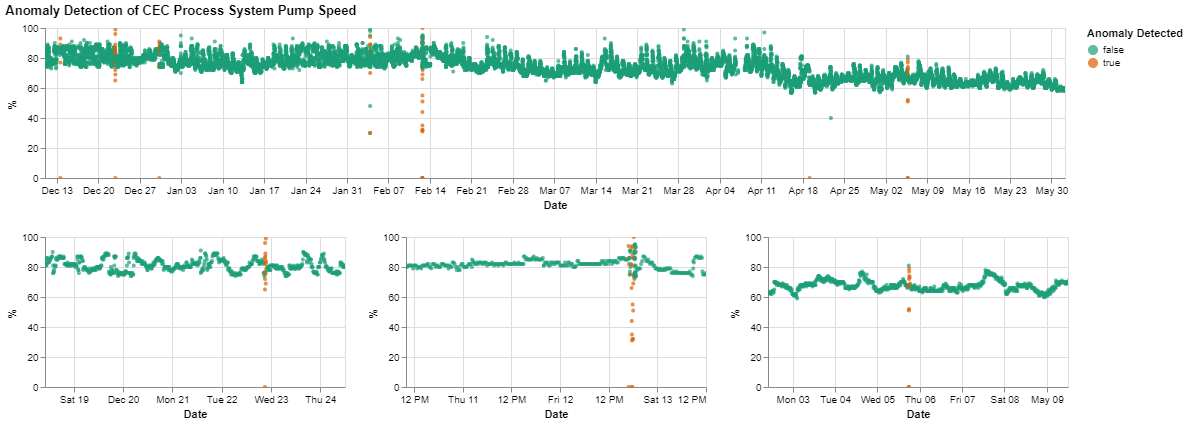 Anomaly Detection of CEC Process System Pump Speed
100
80
60
40
20
0
%
Dec 13 Dec 20 Dec 27 Jan 03 Jan 10 Jan 17 Jan 24 Jan 31 Feb 07 Feb 14 Feb 21 Feb 28 Mar 07 Mar 14 Mar 21 Mar 28 Apr 04 Apr 11 Apr 18 Apr 25 May 02 May 09 May 16 May 23 May 30
Date
Anomaly Detected
false
true
100
80
60
40
20
0
%
Sat 19 Dec 20 Mon 21 Tue 22 Wed 23 Thu 24
Date
100
80
60
40
20
0
%
12 PM Thu 11 12 PM Fri 12 12 PM Sat 13 12 PM
Date
100
80
60
40
20
0
%
Mon 03 Tue 04 Wed 05 Thu 06 Fri 07 Sat 08 May 09
Date